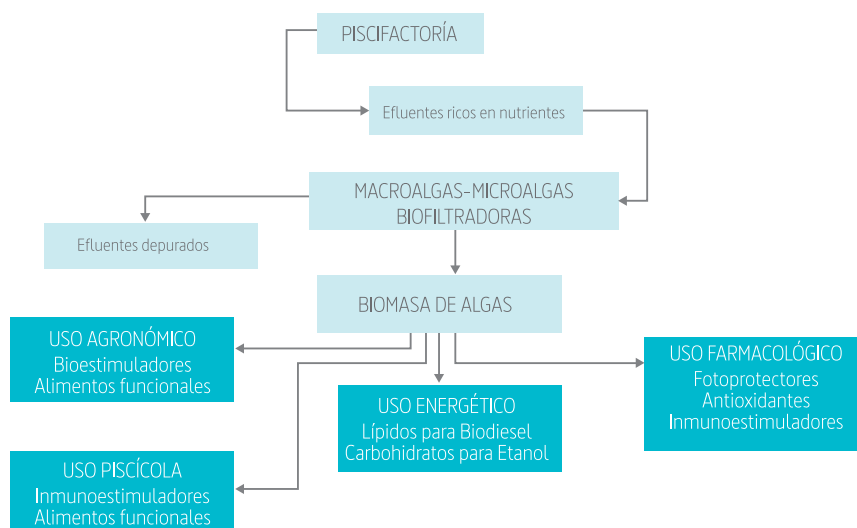 PISCIFACTORÍA
Efluentes ricos en nutrientes
MACROALGAS-MICROALGAS
BIOFILTRADORAS
Efluentes depurados
BIOMASA DE ALGAS
USO AGRONÓMICO
Bioestimuladores
Alimentos funcionales
USO FARMACOLÓGICO
Fotoprotectores
Antioxidantes
Inmunoestimuladores
USO ENERGÉTICO
Lípidos para Biodiesel
Carbohidratos para Etanol
USO PISCÍCOLA
Inmunoestimuladores
Alimentos funcionales